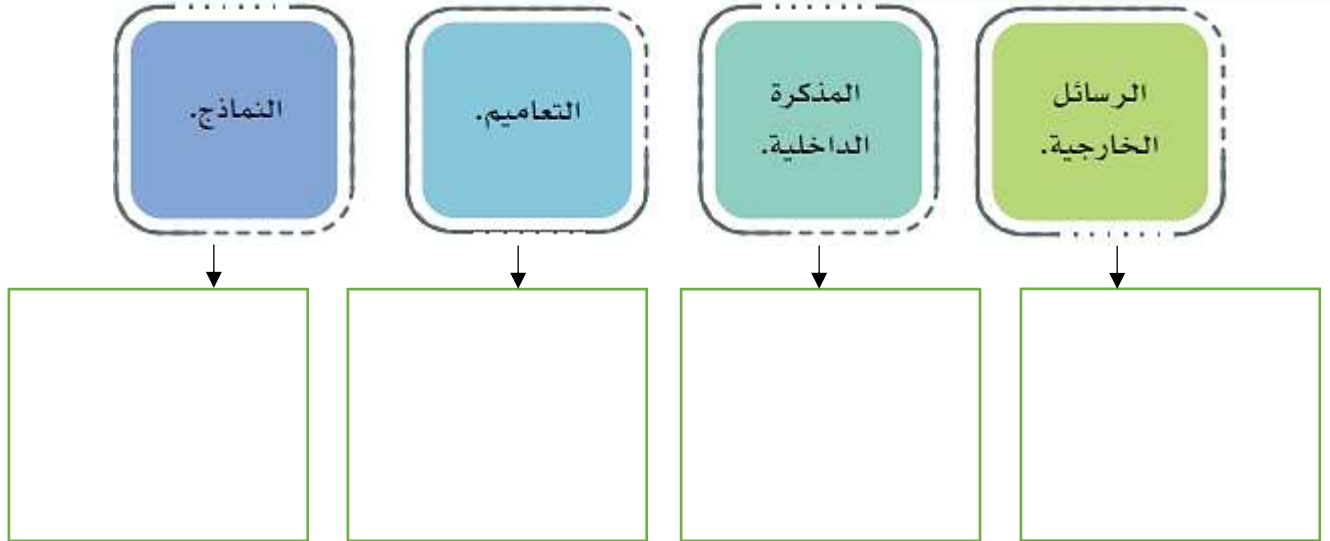 الرسائل
الخارجية.
المذكرة
الداخلية.
التعاميم.
النماذج.